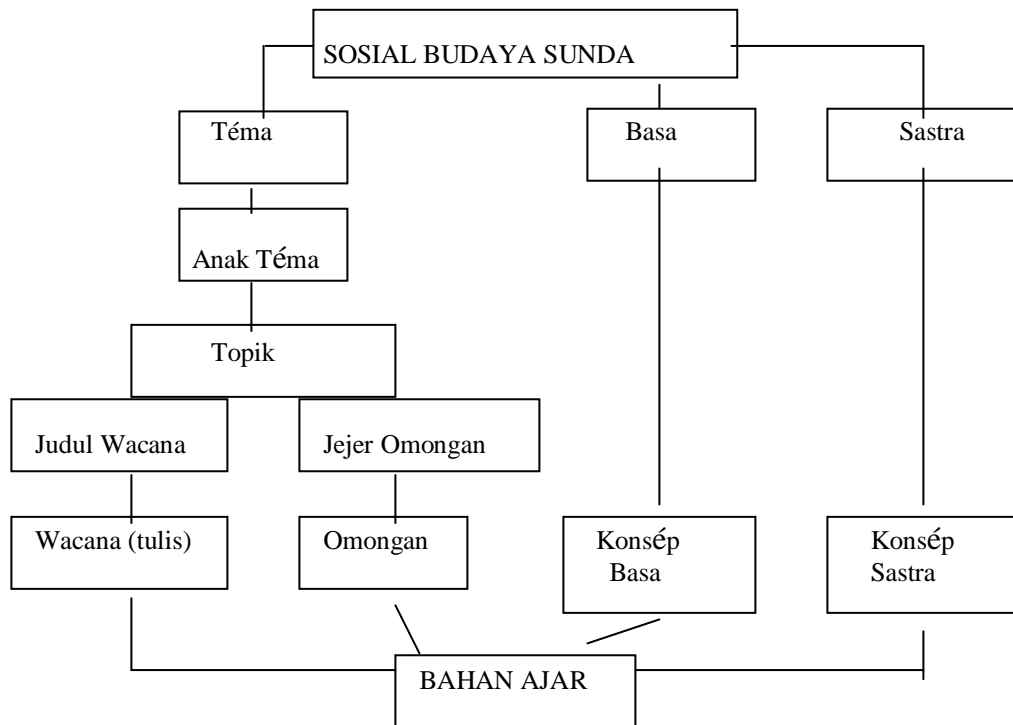 SOSIAL BUDAYA SUNDA
Téma
Basa
Sastra
Anak Téma
Topik
Judul Wacana
Jejer Omongan
Wacana (tulis)
Omongan
Konsép
Basa
Konsép
Sastra
BAHAN AJAR